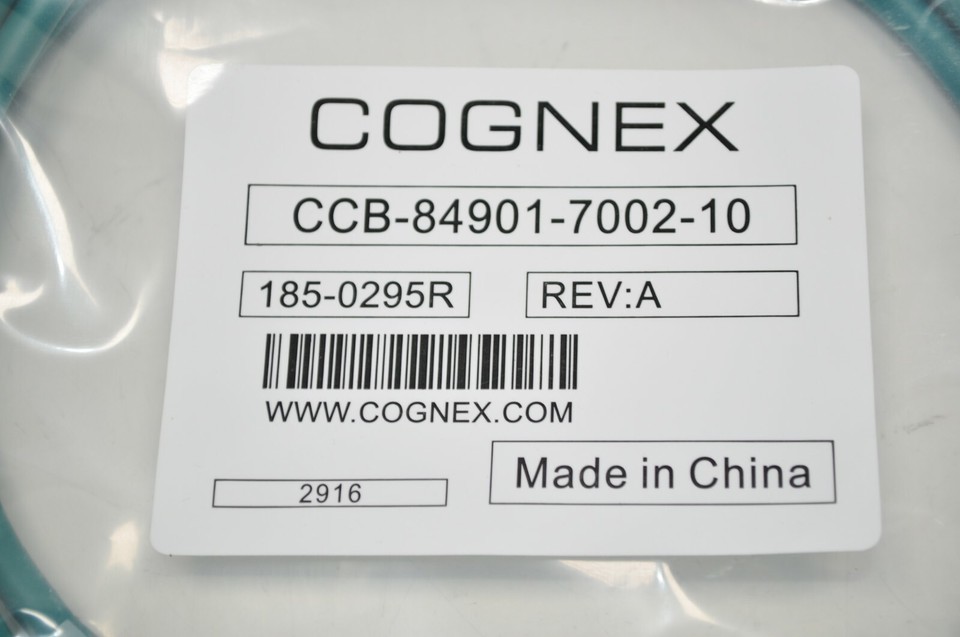 COGNEX
CCB-84901-7002-10
185-0295R REV:A
WWW.COGNEX.COM
Made in China
2916